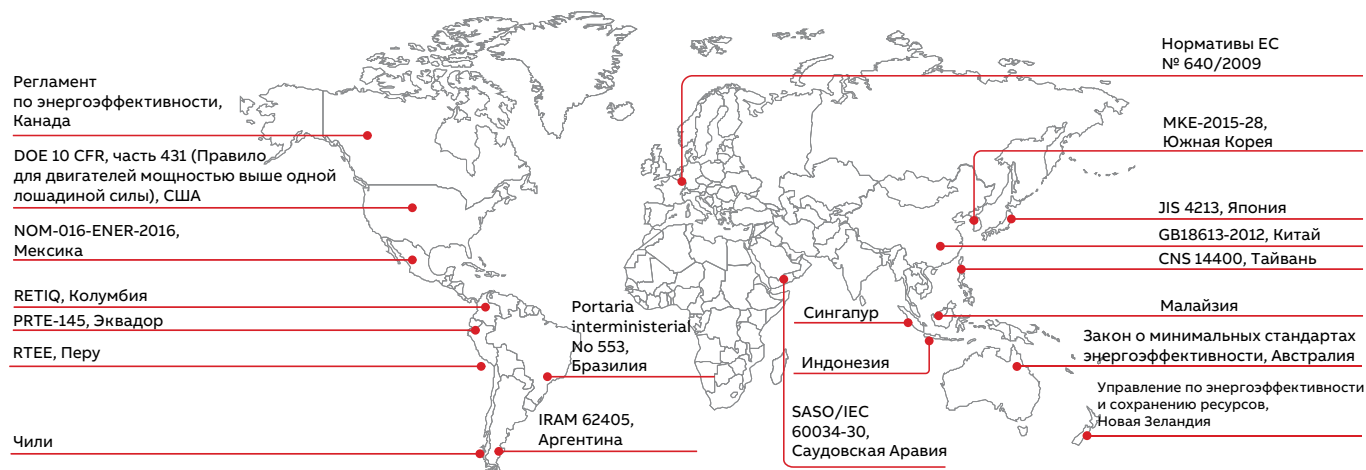 Регламент
по энергоэффективности,
Канада
DOE 10 CFR, часть 431 (Правило
для двигателей мощностью выше одной
лошадиной силы), США
NOM-016-ENER-2016,
Мексика
RETIQ, Колумбия
PRTE-145, Эквадор
RTEE, Перу
Чили
Portaria
interministerial
No 553,
Бразилия
IRAM 62405,
Аргентина
Нормативы ЕС
№ 640/2009
MKE-2015-28,
Южная Корея
JIS 4213, Япония
GB18613-2012, Китай
CNS 14400, Тайвань
Сингапур
Малайзия
Индонезия
Закон о минимальных стандартах
энергоэффективности, Австралия
SASO/IEC
60034-30,
Саудовская Аравия
Управление по энергоэффективности
и сохранению ресурсов,
Новая Зеландия